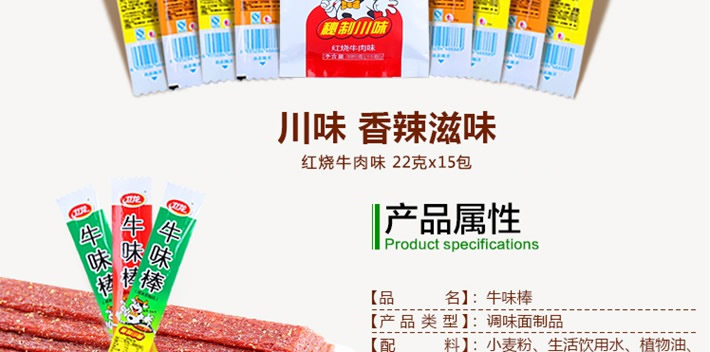 秘制川味
红烧牛肉味
川味 香辣滋味
红烧牛肉味 22克x15包
卫龙
卫龙
卫龙
牛味棒
牛味棒
牛味棒
产品属性
Product specifications
【品 名】：牛味棒
【产品类型】：调味面制品
【配 料】：小麦粉、生活饮用水、植物油、